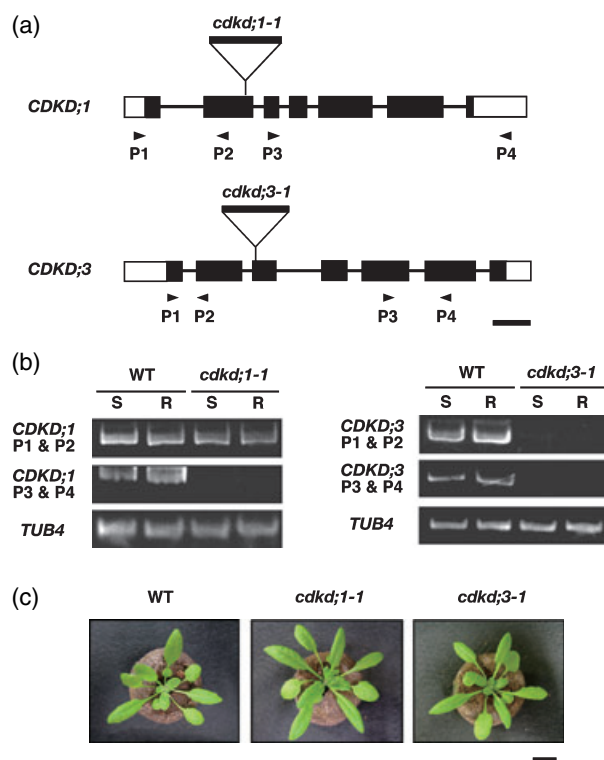 (a)
cdkd;1-1
CDKD;1
P1 P2 P3 P4
cdkd;3-1
CDKD;3
P1 P2 P3 P4
(b)
WT cdkd;1-1
S R S R
CDKD;1
P1 & P2
CDKD;1
P3 & P4
TUB4
WT cdkd;3-1
S R S R
CDKD;3
P1 & P2
CDKD;3
P3 & P4
TUB4
(c)
WT cdkd;1-1 cdkd;3-1